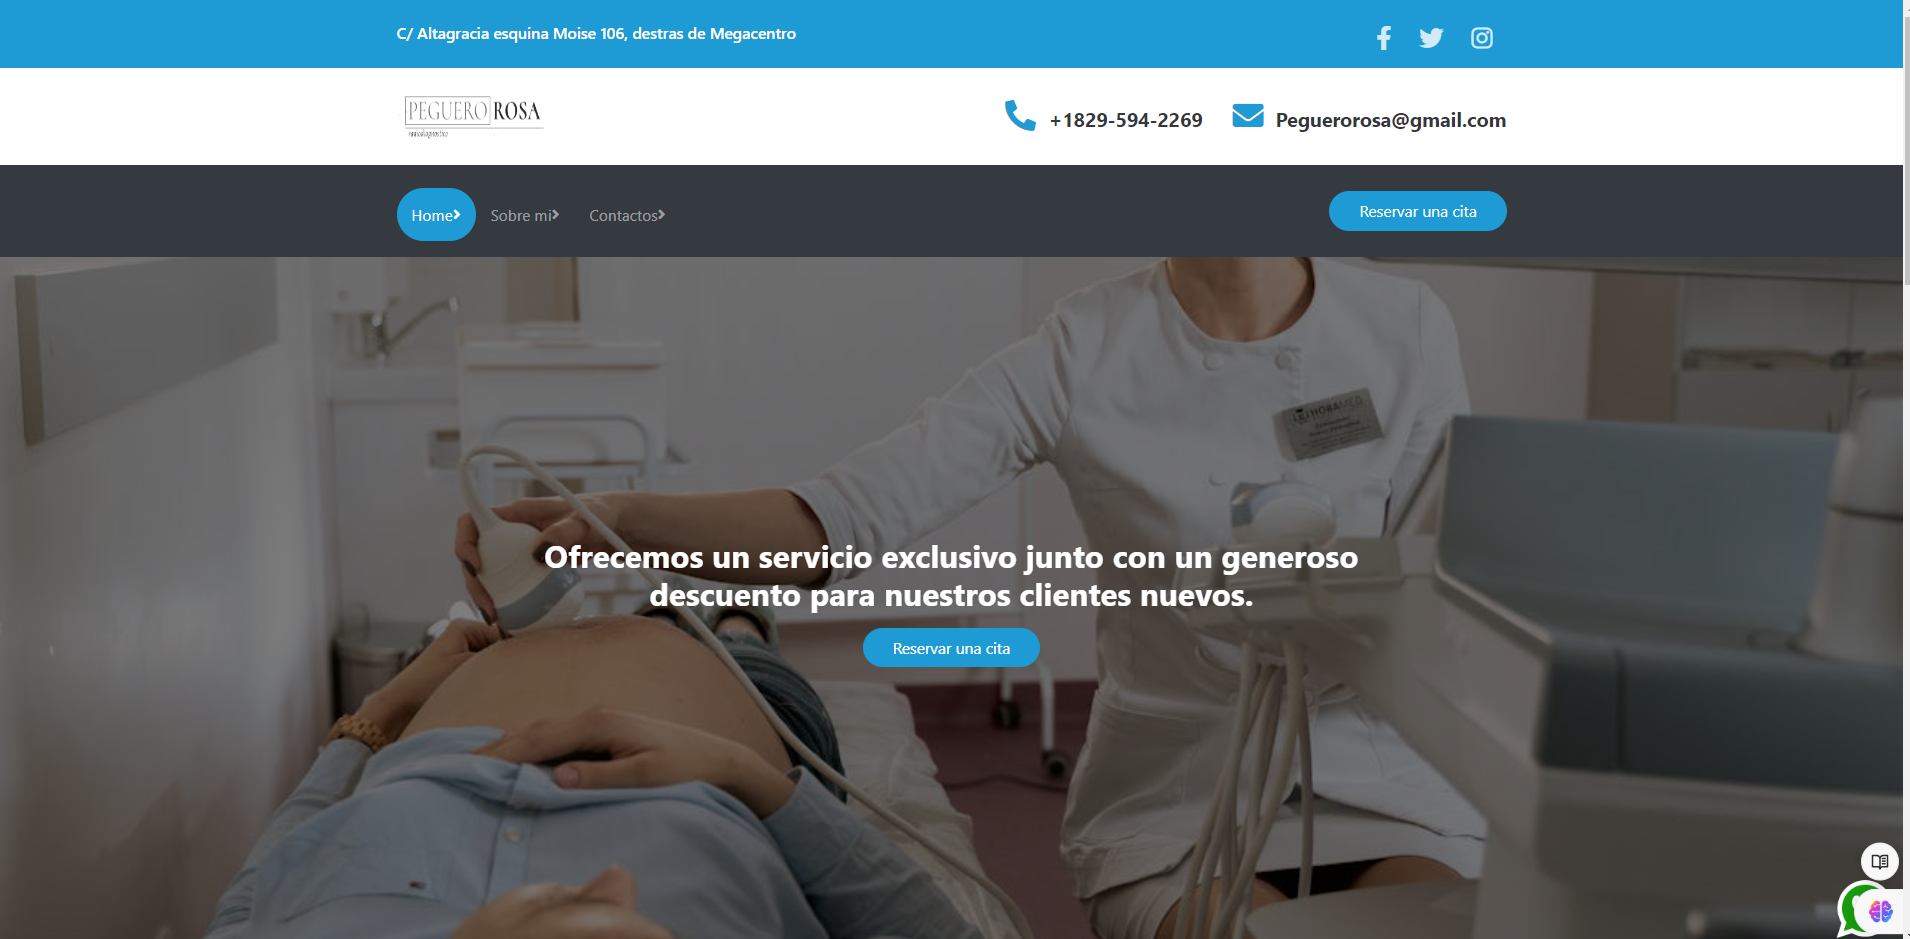 C/ Altagracia esquina Moise 106, destras de Megacentro
PEGUERO ROSA
radiodiagnostico
+1829-594-2269
Peguerorosa@gmail.com
Home
Sobre mi
Contactos
Reservar una cita
Ofrecemos un servicio exclusivo junto con un generoso
descuento para nuestros clientes nuevos.
Reservar una cita